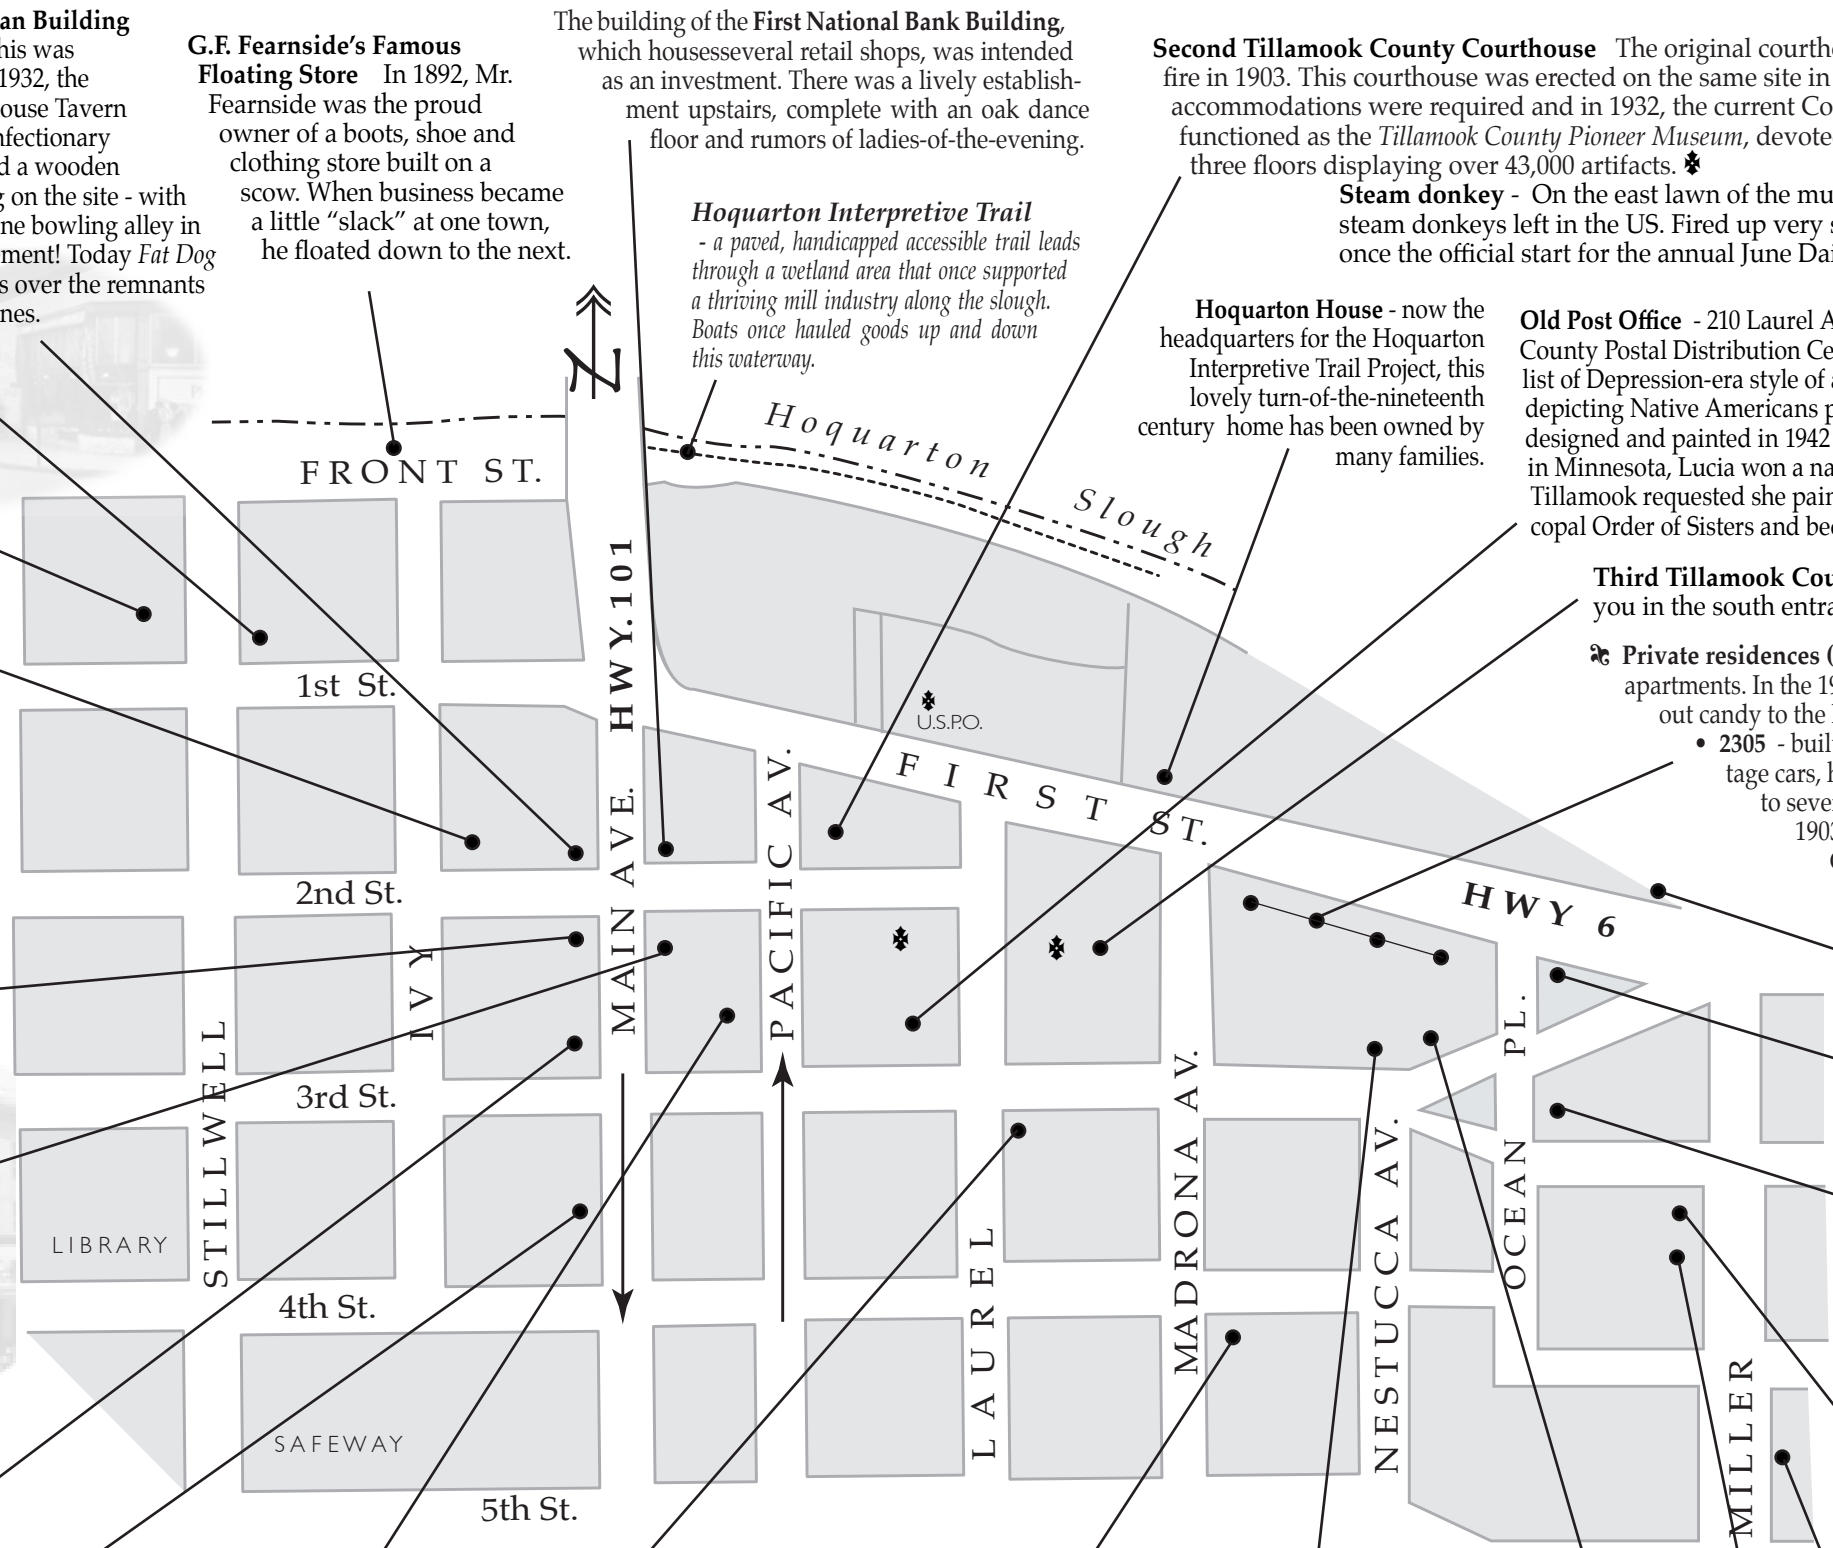 an Building
his was
1932, the
ouse Tavern
nfectionary
d a wooden
g on the site - with
ne bowling alley in
ment! Today Fat Dog
s over the remnants
nes.
G.F. Fearnside's Famous
Floating Store In 1892, Mr.
Fearnside was the proud
owner of a boots, shoe and
clothing store built on a
scow. When business became
a little "slack" at one town,
he floated down to the next.
The building of the First National Bank Building,
which housesseveral retail shops, was intended
as an investment. There was a lively establish-
ment upstairs, complete with an oak dance
floor and rumors of ladies-of-the-evening.
Hoquarton Interpretive Trail
- a paved, handicapped accessible trail leads
through a wetland area that once supported
a thriving mill industry along the slough.
Boats once hauled goods up and down
this waterway.
Second Tillamook County Courthouse The original courtho
fire in 1903. This courthouse was erected on the same site in
accommodations were required and in 1932, the current Co
functioned as the Tillamook County Pioneer Museum, devote
three floors displaying over 43,000 artifacts.
Steam donkey - On the east lawn of the mu
steam donkeys left in the US. Fired up very s
once the official start for the annual June Dai
Hoquarton House - now the
headquarters for the Hoquarton
Interpretive Trail Project, this
lovely turn-of-the-nineteenth
century home has been owned by
many families.
Old Post Office - 210 Laurel A
County Postal Distribution Ce
list of Depression-era style of a
depicting Native Americans p
designed and painted in 1942
in Minnesota, Lucia won a na
Tillamook requested she pain
copal Order of Sisters and bec
Third Tillamook Cou
you in the south entra
Private residences (
apartments. In the 19
out candy to the
• 2305 - buil
tage cars, h
to seve
1903
N
Hoquarton Slough
FRONT ST.
1st St.
2nd St.
3rd St.
4th St.
5th St.
HWY.101
MAIN AVE.
PACIFIC AV.
U.S.P.O.
FIRST ST.
HWY 6
IVY
STILLWELL
LAUREL
MADRONA AV.
NESTUCCA AV.
OCEAN PL.
MILLER
LIBRARY
SAFEWAY